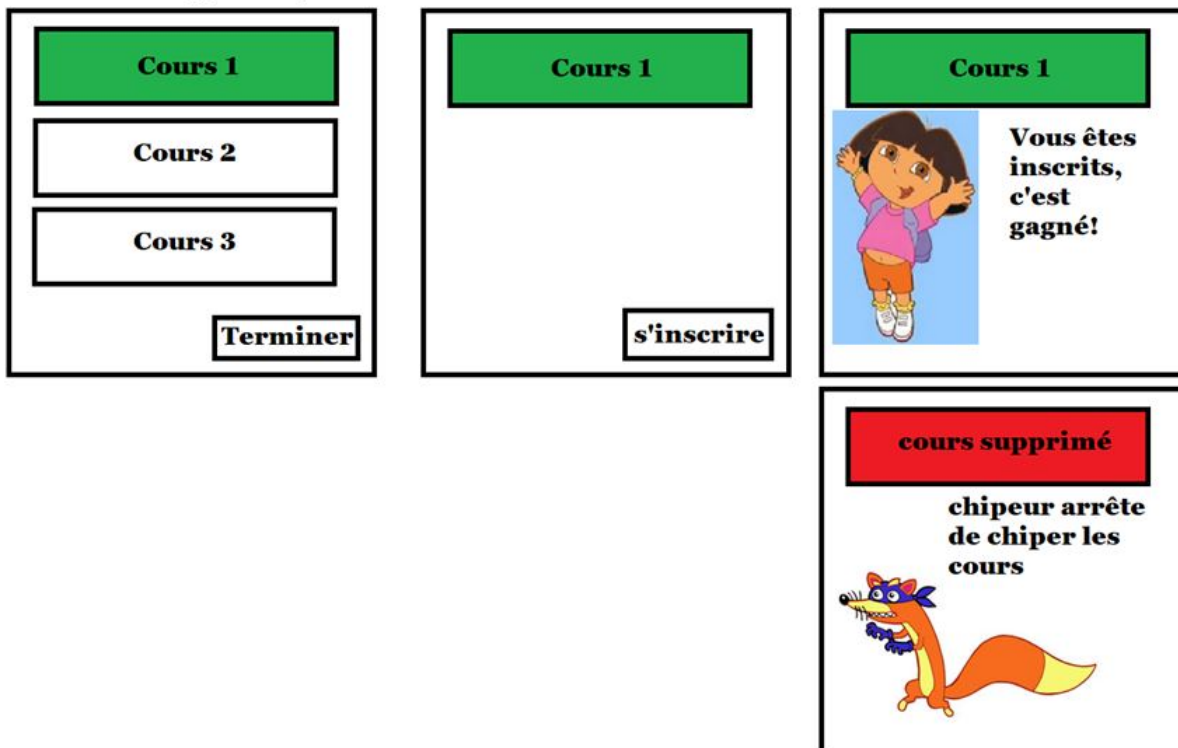 Cours 1
Cours 2
Cours 3
Terminer
Cours 1
s'inscrire
Cours 1
Vous êtes
inscrits,
c'est
gagné!
cours supprimé
chipeur arrête
de chiper les
cours